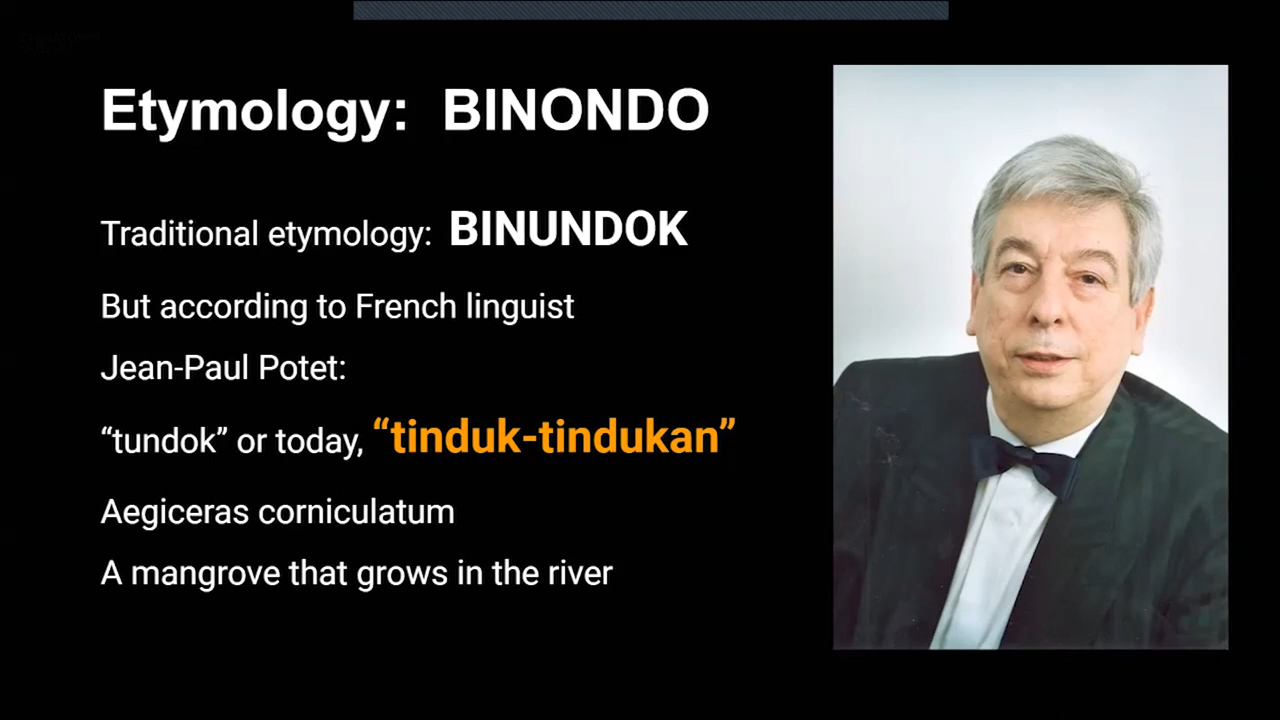 Etymology: BINONDO
Traditional etymology: BINUNDOK
But according to French linguist
Jean-Paul Potet:
“tundok” or today, “tinduk-tindukan”
Aegiceras corniculatum
A mangrove that grows in the river